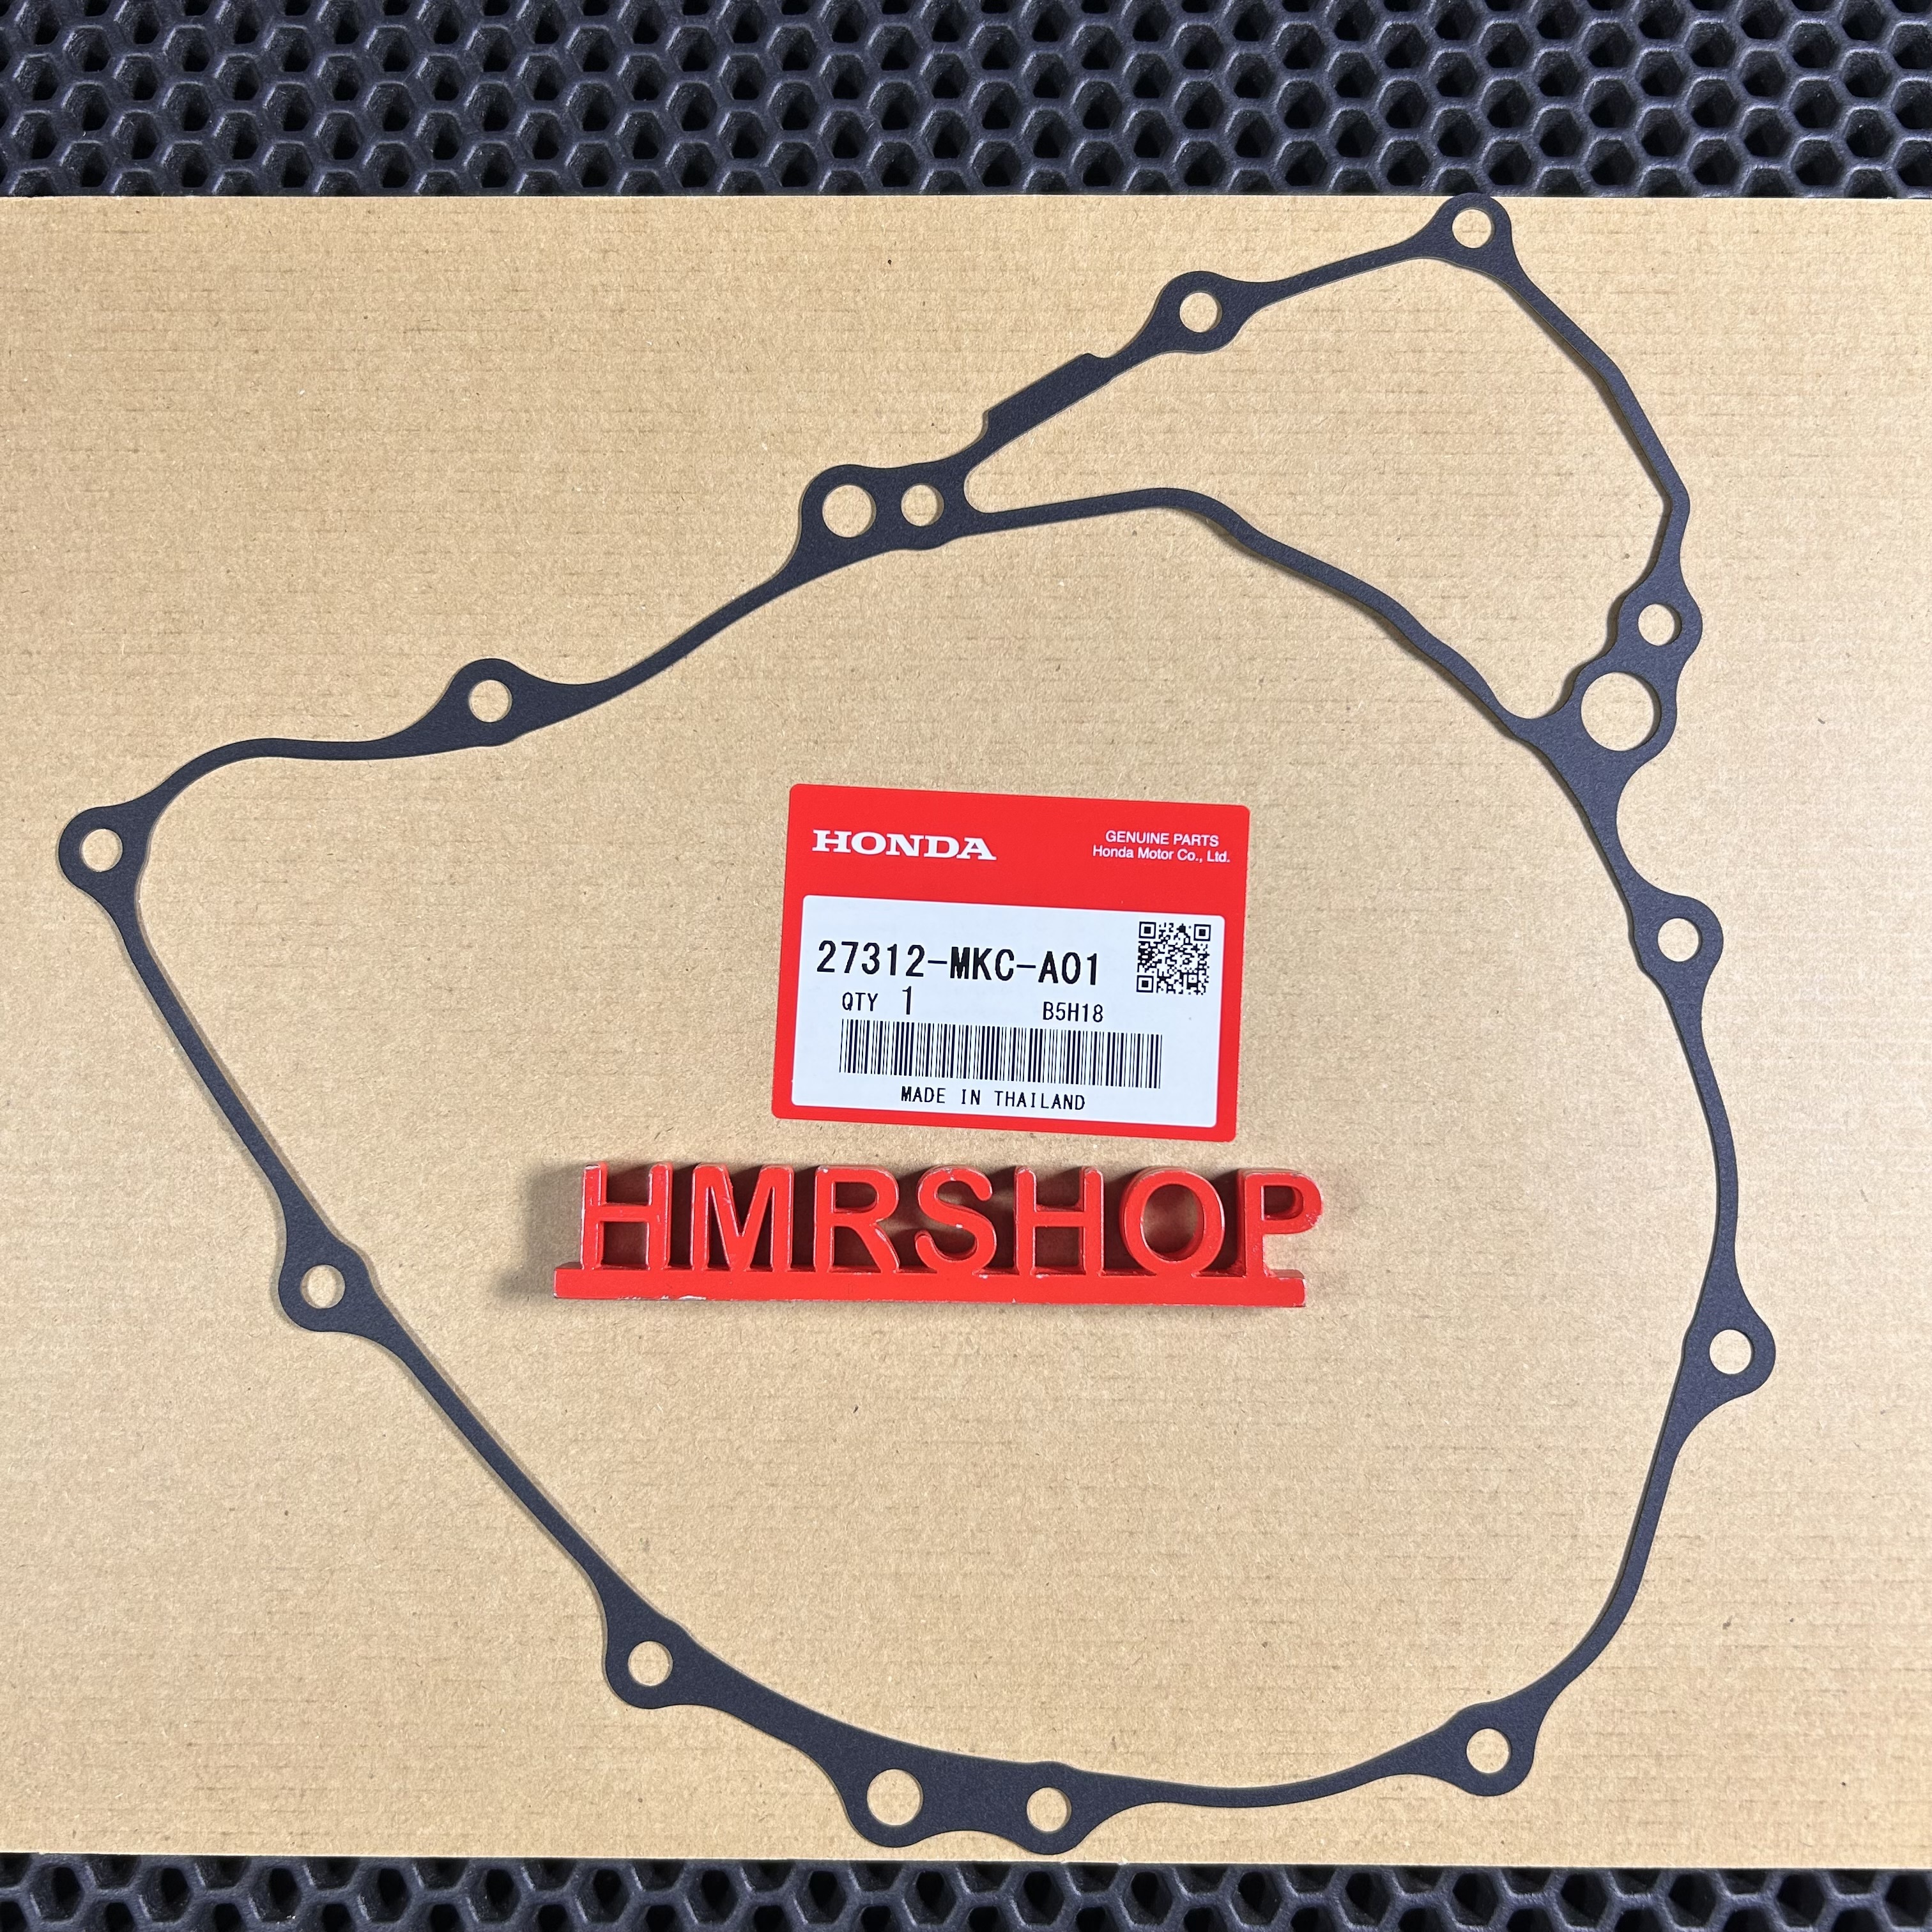 HONDA
GENUINE PARTS
Honda Motor Co., Ltd.
27312-MKC-A01
QTY 1 B5H18
MADE IN THAILAND
HMRSHOP